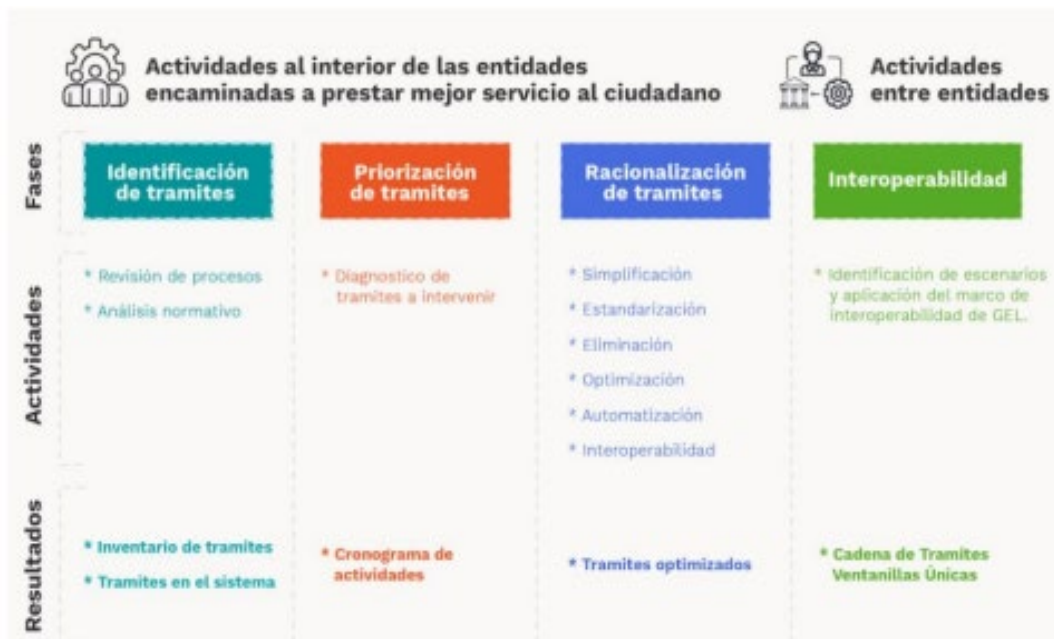 Actividades al interior de las entidades
encaminadas a prestar mejor servicio al ciudadano
Actividades
entre entidades
Fases
Identificación
de tramites
Priorización
de tramites
Racionalización
de tramites
Interoperabilidad
Actividades
* Revisión de procesos
* Análisis normativo
* Diagnostico de
tramites a intervenir
* Simplificación
* Estandarización
* Eliminación
* Optimización
* Automatización
* Interoperabilidad
* Identificación de escenarios
y aplicación del marco de
interoperabilidad de GEL.
Resultados
* Inventario de tramites
* Tramites en el sistema
* Cronograma de
actividades
* Tramites optimizados
* Cadena de Tramites
Ventanillas Únicas